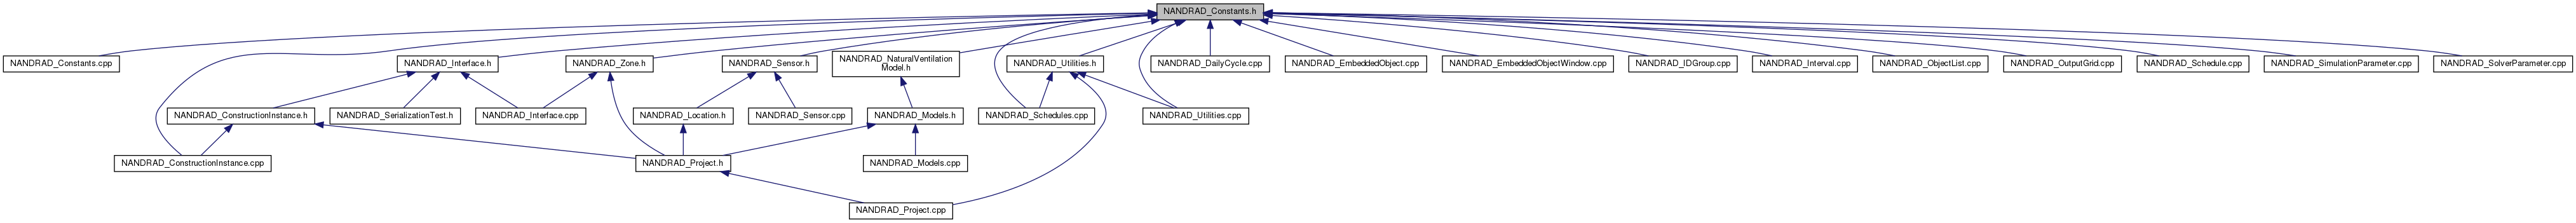 NANDRAD_Constants.h
NANDRAD_Constants.cpp
NANDRAD_Interface.h
NANDRAD_Zone.h
NANDRAD_Sensor.h
NANDRAD_NaturalVentilation
Model.h
NANDRAD_Utilities.h
NANDRAD_DailyCycle.cpp
NANDRAD_EmbeddedObject.cpp
NANDRAD_EmbeddedObjectWindow.cpp
NANDRAD_IDGroup.cpp
NANDRAD_Interval.cpp
NANDRAD_ObjectList.cpp
NANDRAD_OutputGrid.cpp
NANDRAD_Schedule.cpp
NANDRAD_SimulationParameter.cpp
NANDRAD_SolverParameter.cpp
NANDRAD_ConstructionInstance.h
NANDRAD_SerializationTest.h
NANDRAD_Interface.cpp
NANDRAD_Location.h
NANDRAD_Sensor.cpp
NANDRAD_Models.h
NANDRAD_Schedules.cpp
NANDRAD_Utilities.cpp
NANDRAD_ConstructionInstance.cpp
NANDRAD_Project.h
NANDRAD_Models.cpp
NANDRAD_Project.cpp